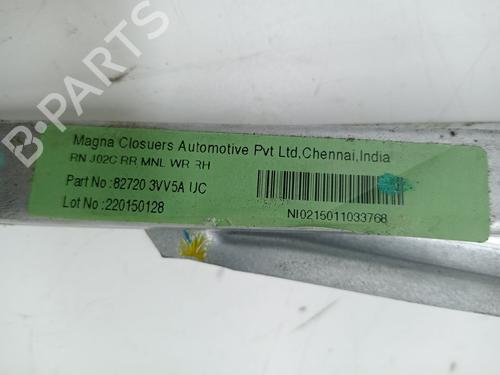 B-PARTS
Magna Closuers Automotive Pvt Ltd,Chennai,India
RN J02C RR MNL WR RH
Part No :82720 3VV5A UC
Lot No :220150128
NI0215011033768